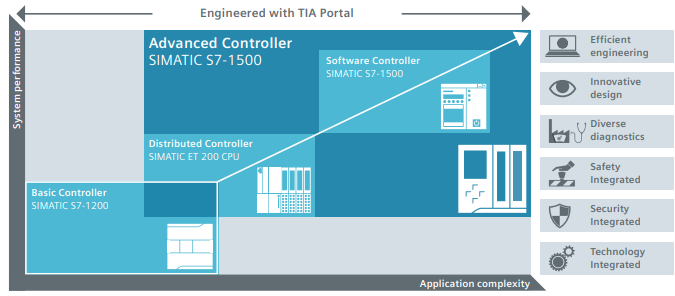 Engineered with TIA Portal
System performance
Advanced Controller
SIMATIC S7-1500
Software Controller
SIMATIC S7-1500
Distributed Controller
SIMATIC ET 200 CPU
Basic Controller
SIMATIC S7-1200
Application complexity
Efficient
engineering
Innovative
design
Diverse
diagnostics
Safety
Integrated
Security
Integrated
Technology
Integrated